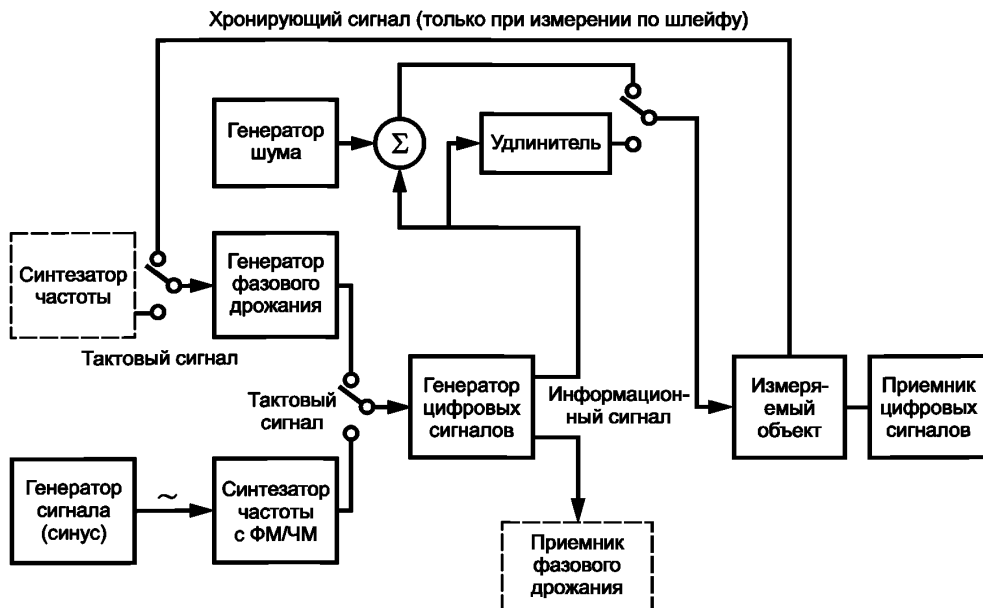 Хронирующий сигнал (только при измерении по шлейфу)
Генератор
шума
Σ
Удлинитель
Синтезатор
частоты
Генератор
фазового
дрожания
Тактовый сигнал
Тактовый
сигнал
Генератор
цифровых
сигналов
Информацион-
ный сигнал
Измеря-
емый
объект
Приемник
цифровых
сигналов
Генератор
сигнала
(синус)
~
Синтезатор
частоты
с ФМ/ЧМ
Приемник
фазового
дрожания